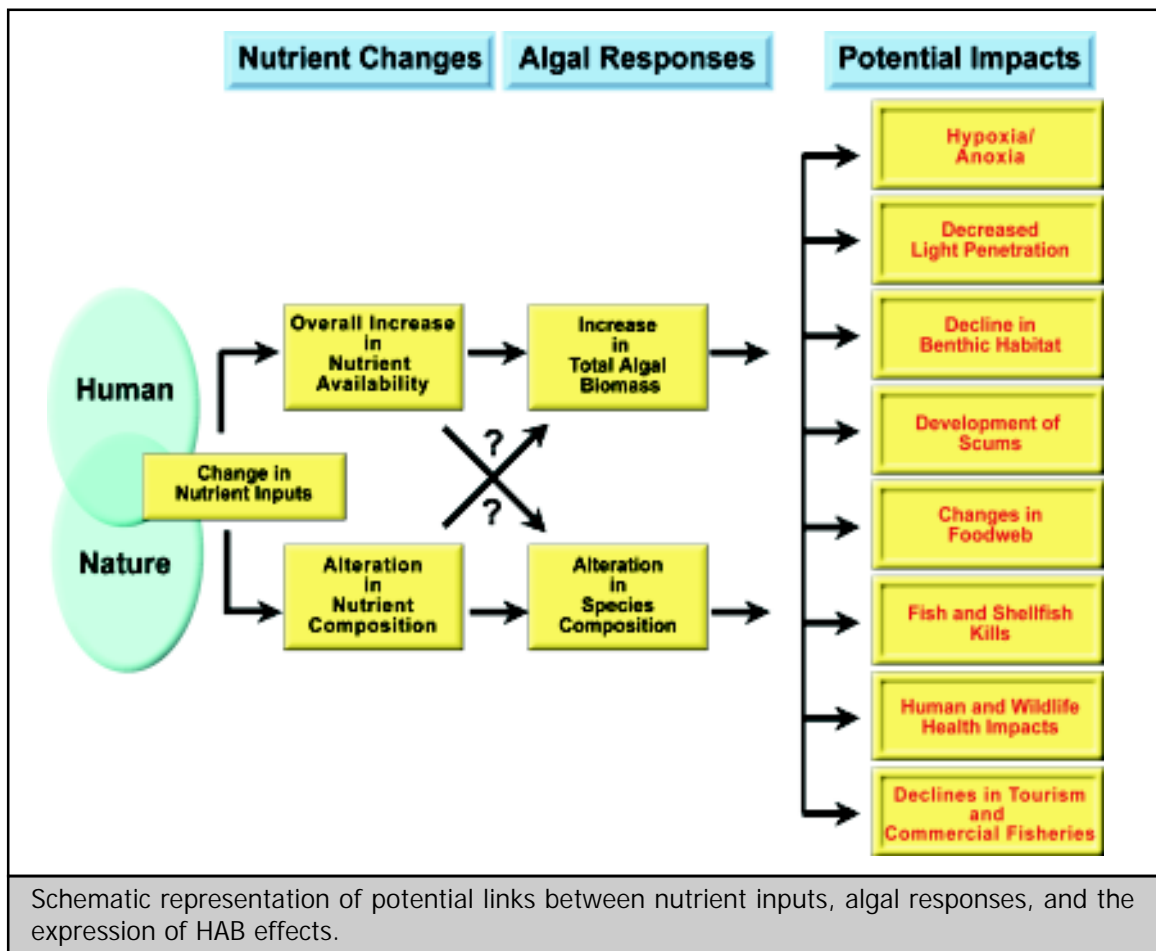 Nutrient Changes
Algal Responses
Potential Impacts
Human
Nature
Change in
Nutrient Inputs
Overall Increase
in
Nutrient
Availability
Alteration
in
Nutrient
Composition
?
?
Increase
in
Total Algal
Biomass
Alteration
in
Species
Composition
Hypoxia/
Anoxia
Decreased
Light Penetration
Decline in
Benthic Habitat
Development of
Scums
Changes in
Foodweb
Fish and Shellfish
Kills
Human and Wildlife
Health Impacts
Declines in Tourism
and
Commercial Fisheries
Schematic representation of potential links between nutrient inputs, algal responses, and the
expression of HAB effects.